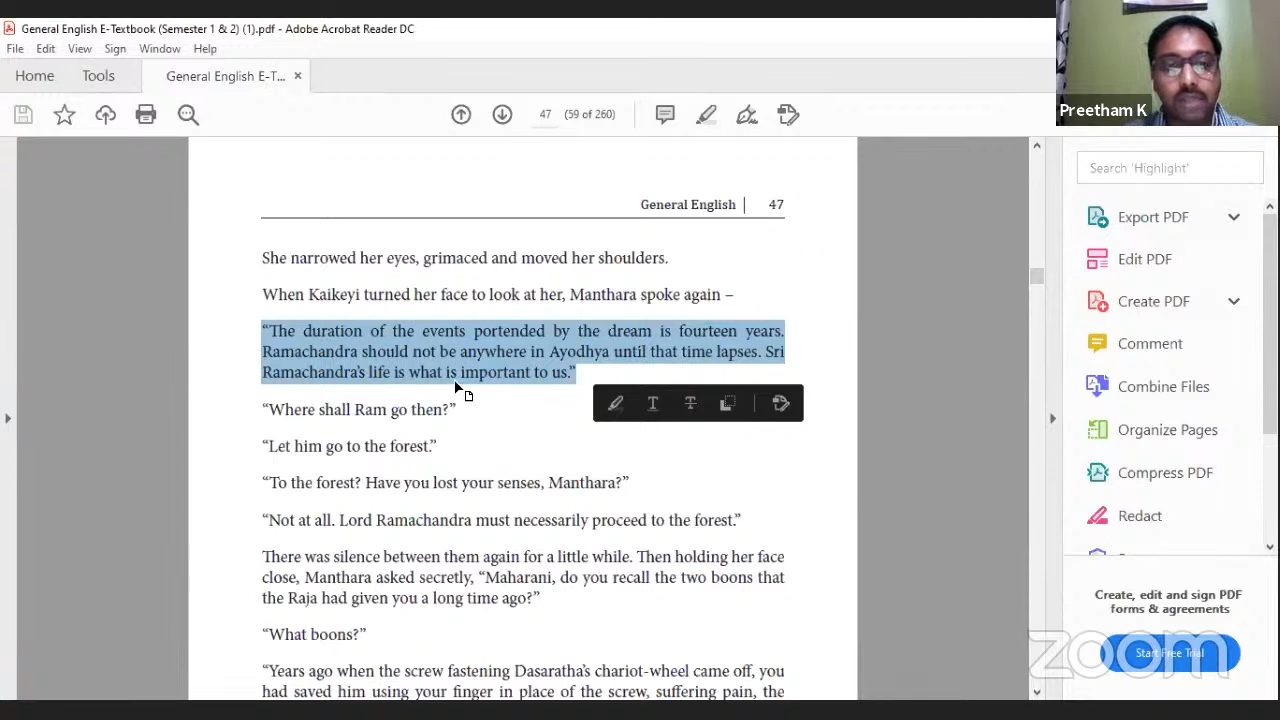 General English E-Textbook (Semester 1 & 2) (1).pdf - Adobe Acrobat Reader DC
File Edit View Sign Window Help
Home Tools General English E-T... ×
47 (59 of 260)
Preetham K
Search 'Highlight'
Export PDF
Edit PDF
Create PDF
Comment
Combine Files
Organize Pages
Compress PDF
Redact
Create, edit and sign PDF
forms & agreements
Start Free Trial
zoom
General English | 47
She narrowed her eyes, grimaced and moved her shoulders.
When Kaikeyi turned her face to look at her, Manthara spoke again –
“The duration of the events portended by the dream is fourteen years.
Ramachandra should not be anywhere in Ayodhya until that time lapses. Sri
Ramachandra’s life is what is important to us.”
“Where shall Ram go then?”
“Let him go to the forest.”
“To the forest? Have you lost your senses, Manthara?”
“Not at all. Lord Ramachandra must necessarily proceed to the forest.”
There was silence between them again for a little while. Then holding her face
close, Manthara asked secretly, “Maharani, do you recall the two boons that
the Raja had given you a long time ago?”
“What boons?”
“Years ago when the screw fastening Dasaratha’s chariot-wheel came off, you
had saved him using your finger in place of the screw, suffering pain, the